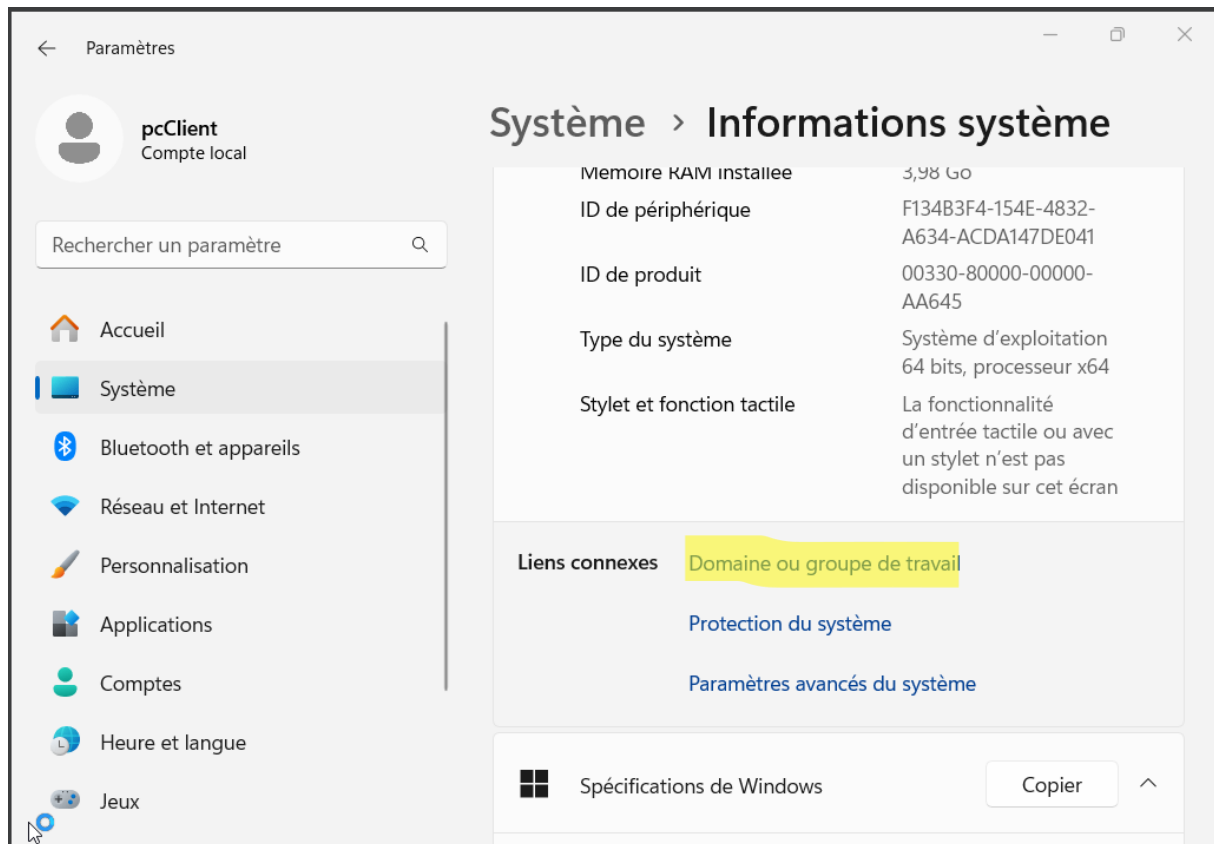 Paramètres
pcClient
Compte local
Rechercher un paramètre
Accueil
Système
Bluetooth et appareils
Réseau et Internet
Personnalisation
Applications
Comptes
Heure et langue
Jeux
Système > Informations système
Mémoire RAM installée 3,98 Go
ID de périphérique F134B3F4-154E-4832-
A634-ACDA147DE041
ID de produit 00330-80000-00000-
AA645
Type du système Système d'exploitation
64 bits, processeur x64
Stylet et fonction tactile La fonctionnalité
d'entrée tactile ou avec
un stylet n'est pas
disponible sur cet écran
Liens connexes Domaine ou groupe de travail
Protection du système
Paramètres avancés du système
Spécifications de Windows Copier